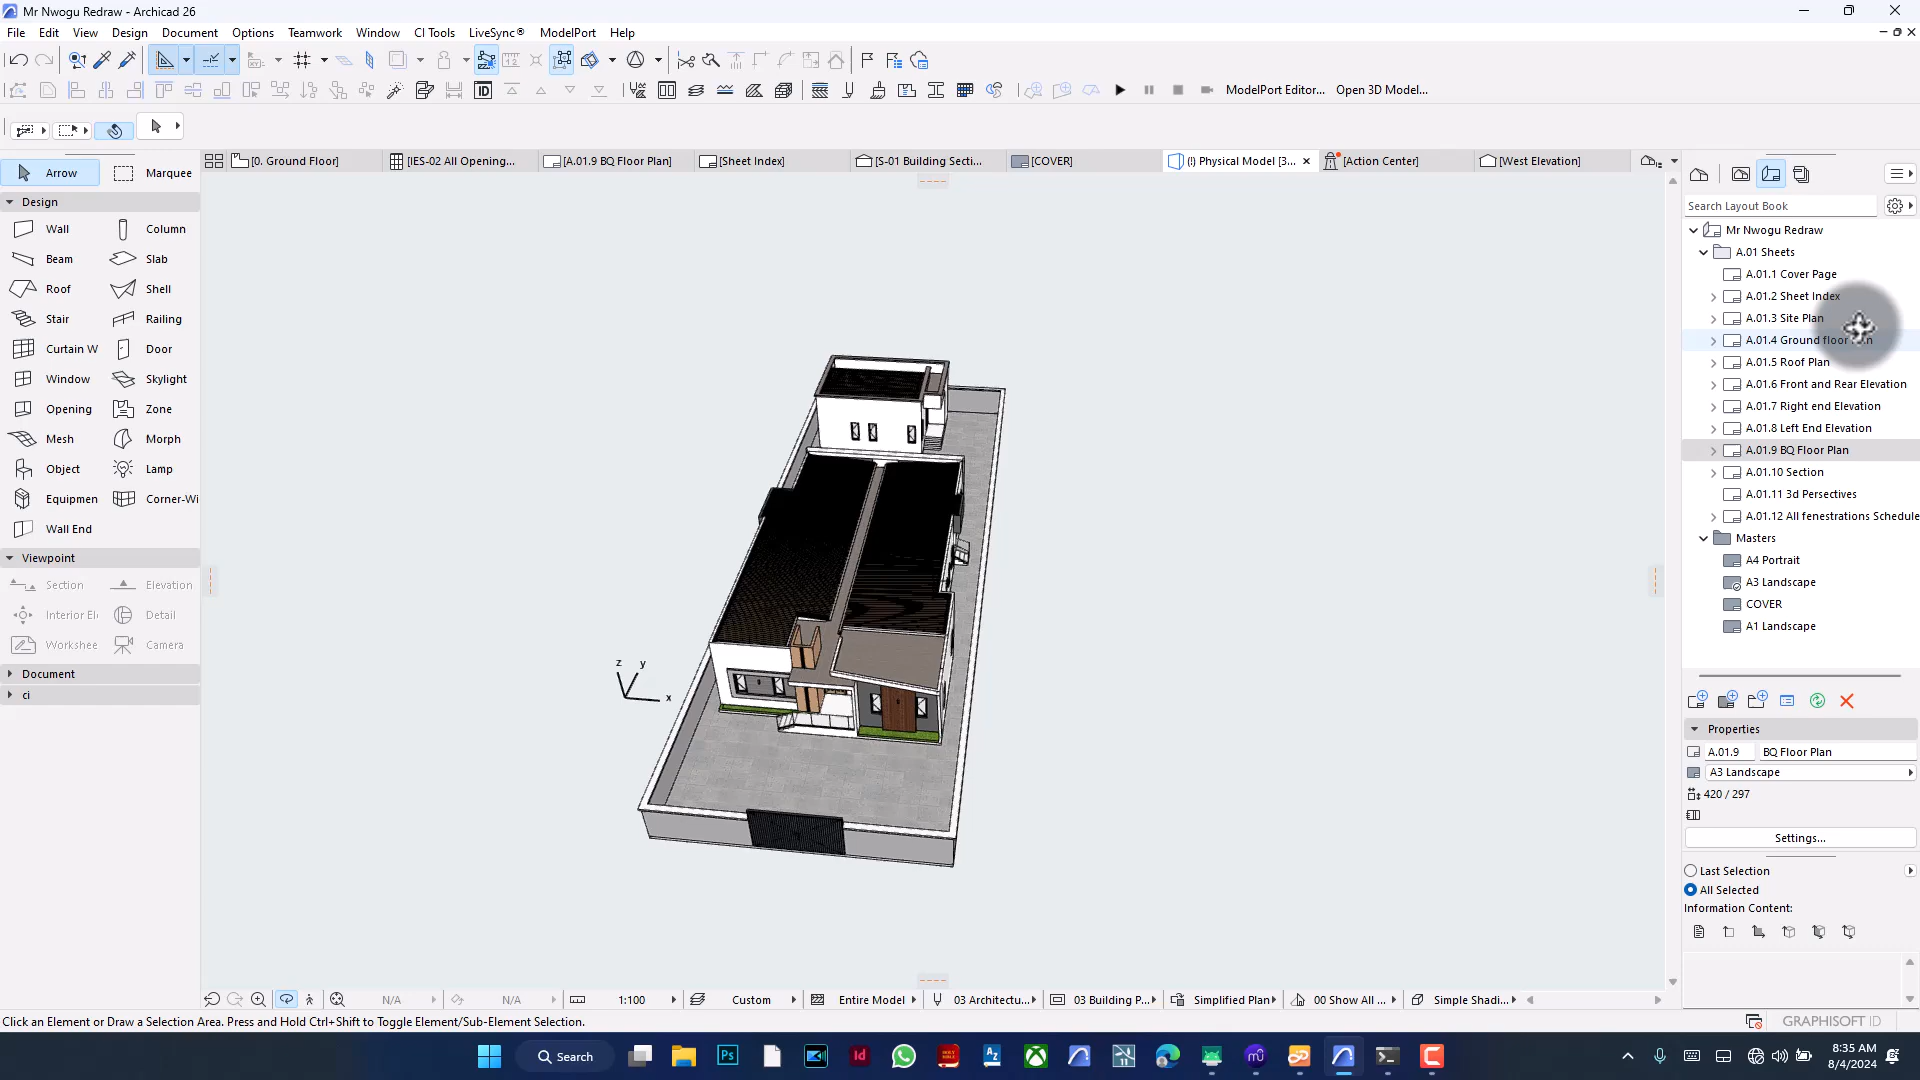 Mr Nwogu Redraw - Archicad 26
File Edit View Design Document Options Teamwork Window CI Tools LiveSync® ModelPort Help
ModelPort Editor... Open 3D Model...
[0. Ground Floor] [IES-02 All Opening... [A.01.9 BQ Floor Plan] [Sheet Index] [S-01 Building Secti... [COVER] (!) Physical Model [3... [Action Center] [West Elevation]
Arrow Marquee
Design
Wall Column
Beam Slab
Roof Shell
Stair Railing
Curtain W Door
Window Skylight
Opening Zone
Mesh Morph
Object Lamp
Equipmen Corner-Wi
Wall End
Viewpoint
Section Elevation
Interior El Detail
Workshee Camera
Document
ci
z y
x
Search Layout Book
Mr Nwogu Redraw
A.01 Sheets
A.01.1 Cover Page
A.01.2 Sheet Index
A.01.3 Site Plan
A.01.4 Ground floor
A.01.5 Roof Plan
A.01.6 Front and Rear Elevation
A.01.7 Right end Elevation
A.01.8 Left End Elevation
A.01.9 BQ Floor Plan
A.01.10 Section
A.01.11 3d Persectives
A.01.12 All fenestrations Schedule
Masters
A4 Portrait
A3 Landscape
COVER
A1 Landscape
Properties
A.01.9 BQ Floor Plan
A3 Landscape
420 / 297
Settings...
Last Selection
All Selected
Information Content:
N/A N/A 1:100 Custom Entire Model 03 Architectu... 03 Building P... Simplified Plan 00 Show All ... Simple Shadi...
Click an Element or Draw a Selection Area. Press and Hold Ctrl+Shift to Toggle Element/Sub-Element Selection.
GRAPHISOFT ID
Search
8:35 AM
8/4/2024